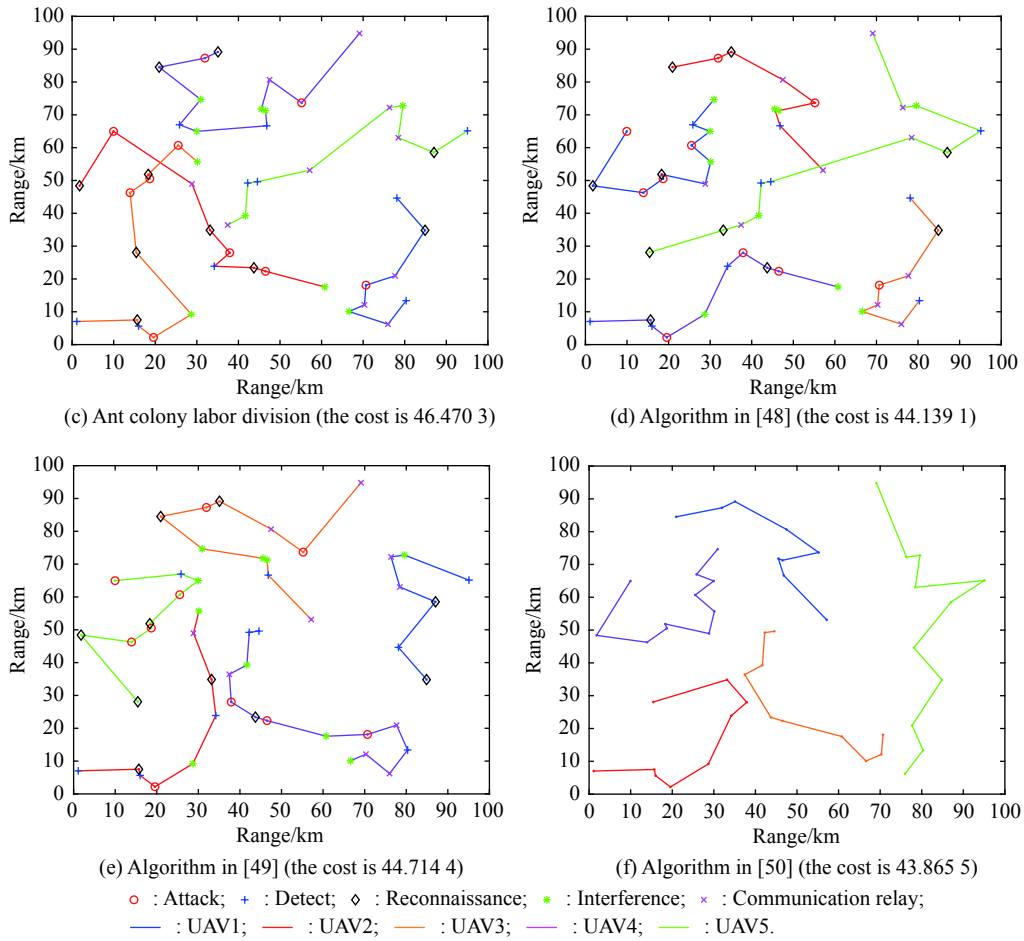 100
90
80
70
60
50
40
30
20
10
0
Range/km
0 10 20 30 40 50 60 70 80 90 100
Range/km
(c) Ant colony labor division (the cost is 46.470 3)
100
90
80
70
60
50
40
30
20
10
0
Range/km
0 10 20 30 40 50 60 70 80 90 100
Range/km
(d) Algorithm in [48] (the cost is 44.139 1)
100
90
80
70
60
50
40
30
20
10
0
Range/km
0 10 20 30 40 50 60 70 80 90 100
Range/km
(e) Algorithm in [49] (the cost is 44.714 4)
100
90
80
70
60
50
40
30
20
10
0
Range/km
0 10 20 30 40 50 60 70 80 90 100
Range/km
(f) Algorithm in [50] (the cost is 43.865 5)
: Attack; : Detect; : Reconnaissance; : Interference; : Communication relay;
: UAV1; : UAV2; : UAV3; : UAV4; : UAV5.